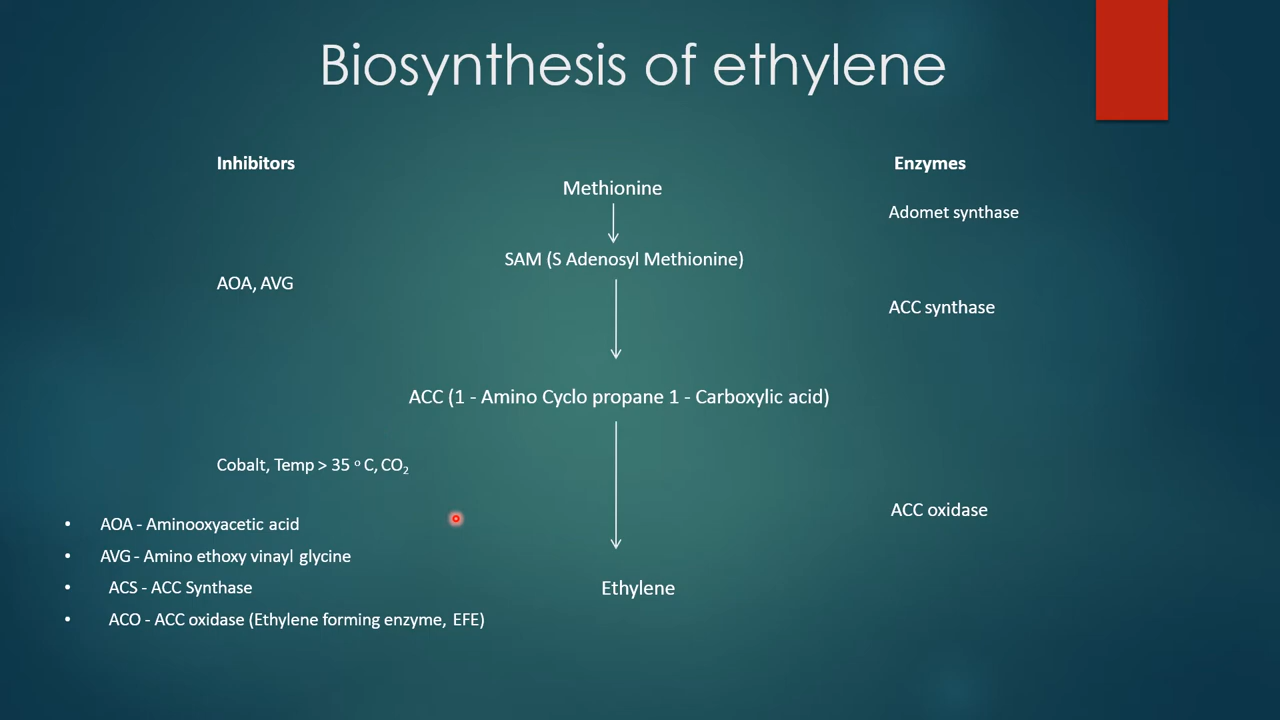 Biosynthesis of ethylene
Inhibitors
Enzymes
Methionine
Adomet synthase
SAM (S Adenosyl Methionine)
AOA, AVG
ACC synthase
ACC (1 - Amino Cyclo propane 1 - Carboxylic acid)
Cobalt, Temp > 35 ᵒ C, CO₂
ACC oxidase
• AOA - Aminooxyacetic acid
• AVG - Amino ethoxy vinayl glycine
• ACS - ACC Synthase
• ACO - ACC oxidase (Ethylene forming enzyme, EFE)
Ethylene